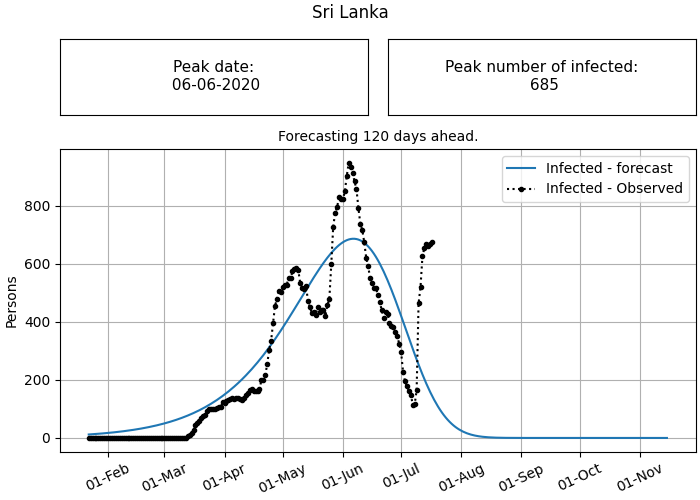 Sri Lanka
Peak date:
06-06-2020
Peak number of infected:
685
Forecasting 120 days ahead.
Infected - forecast
Infected - Observed
Persons
800
600
400
200
0
01-Feb
01-Mar
01-Apr
01-May
01-Jun
01-Jul
01-Aug
01-Sep
01-Oct
01-Nov